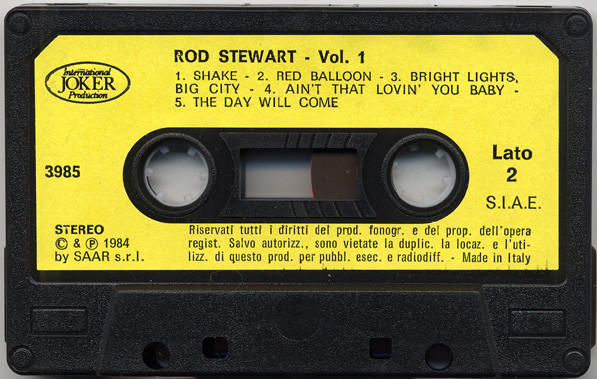 ROD STEWART - Vol. 1
International
JOKER
Production
1. SHAKE - 2. RED BALLOON - 3. BRIGHT LIGHTS,
BIG CITY - 4. AIN'T THAT LOVIN' YOU BABY -
5. THE DAY WILL COME
3985
Lato
2
S.I.A.E.
STEREO
© & ℗ 1984
by SAAR s.r.l.
Riservati tutti i diritti del prod. fonogr. e del prop. dell'opera
regist. Salvo autorizz., sono vietate la duplic. la locaz. e l'uti-
lizz. di questo prod. per pubbl. esec. e radiodiff. - Made in Italy